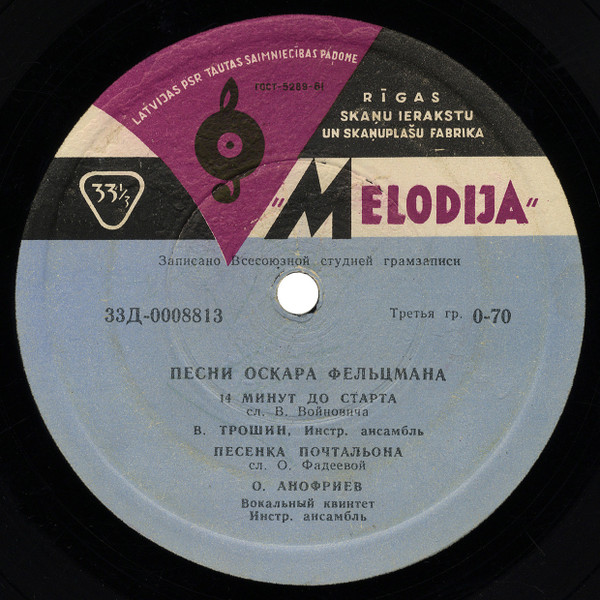 LATVIJAS PSR TAUTAS SAIMNIECĪBAS PADOME
ГОСТ-5289-61
RĪGAS
SKAŅU IERAKSTU
UN SKAŅUPLAŠU FABRIKA
33 1/3
"MELODIJA"
Записано Всесоюзной студией грамзаписи
33Д-0008813
Третья гр. 0-70
ПЕСНИ ОСКАРА ФЕЛЬЦМАНА
14 МИНУТ ДО СТАРТА
сл. В. Войновича
В. ТРОШИН, Инстр. ансамбль
ПЕСЕНКА ПОЧТАЛЬОНА
сл. О. Фадеевой
О. АНОФРИЕВ
Вокальный квинтет
Инстр. ансамбль